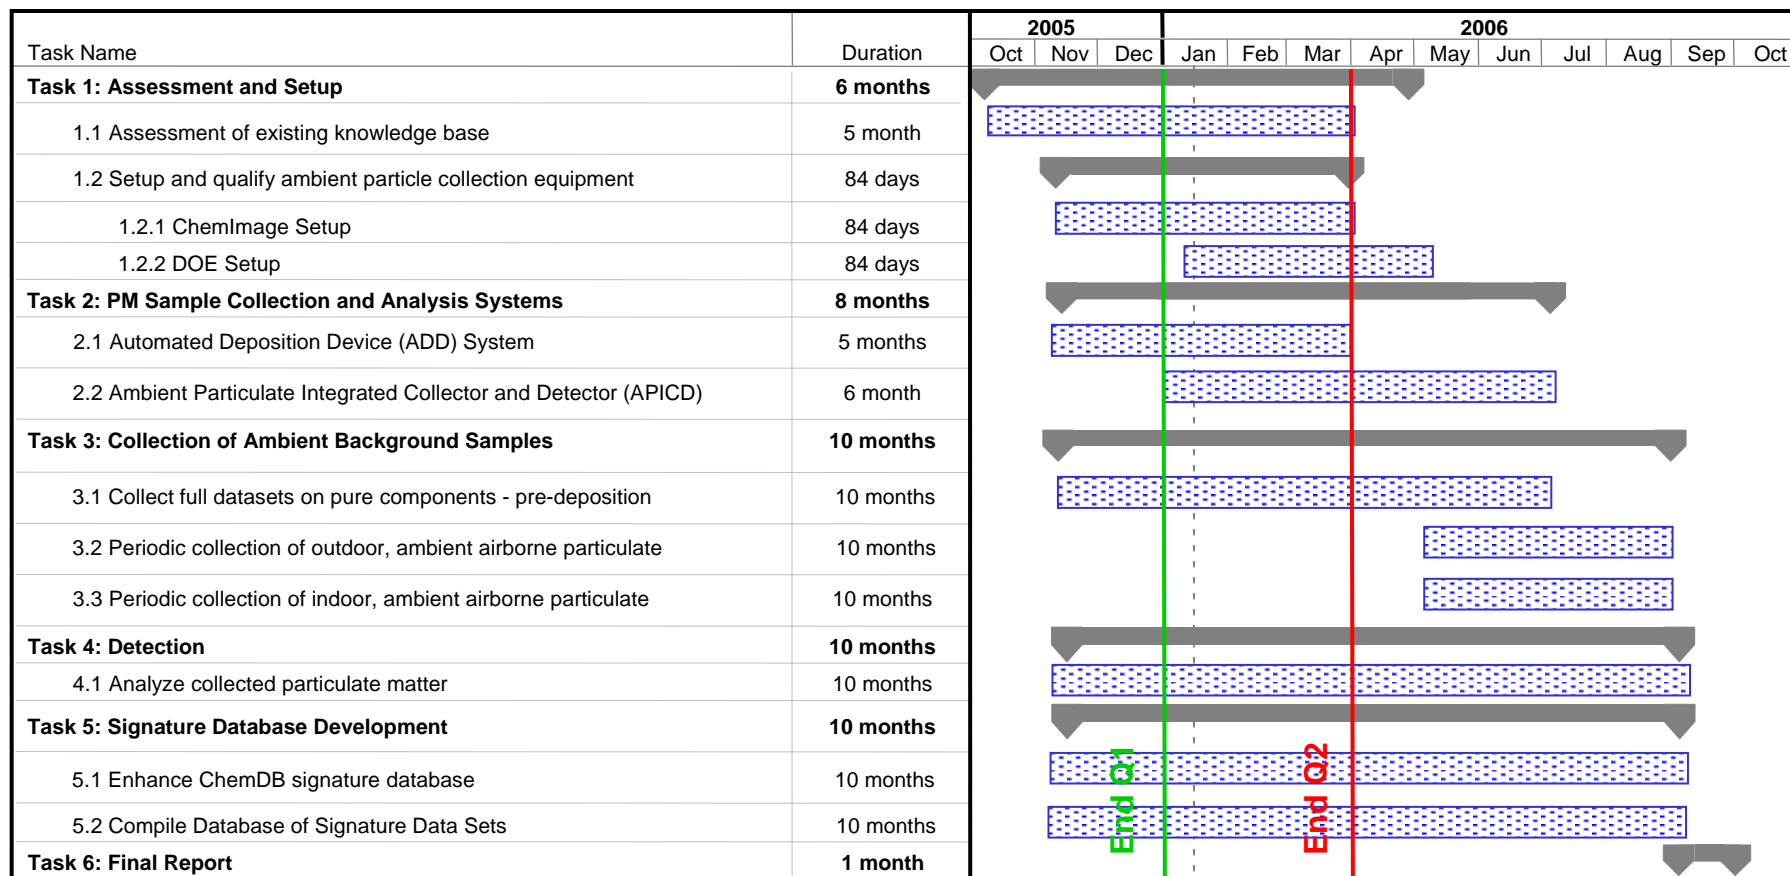 2005 2006
Task Name Duration Oct Nov Dec Jan Feb Mar Apr May Jun Jul Aug Sep Oct
Task 1: Assessment and Setup 6 months
1.1 Assessment of existing knowledge base 5 month
1.2 Setup and qualify ambient particle collection equipment 84 days
1.2.1 ChemImage Setup 84 days
1.2.2 DOE Setup 84 days
Task 2: PM Sample Collection and Analysis Systems 8 months
2.1 Automated Deposition Device (ADD) System 5 months
2.2 Ambient Particulate Integrated Collector and Detector (APICD) 6 month
Task 3: Collection of Ambient Background Samples 10 months
3.1 Collect full datasets on pure components - pre-deposition 10 months
3.2 Periodic collection of outdoor, ambient airborne particulate 10 months
3.3 Periodic collection of indoor, ambient airborne particulate 10 months
Task 4: Detection 10 months
4.1 Analyze collected particulate matter 10 months
Task 5: Signature Database Development 10 months
5.1 Enhance ChemDB signature database 10 months
5.2 Compile Database of Signature Data Sets 10 months
Task 6: Final Report 1 month
End Q1
End Q2